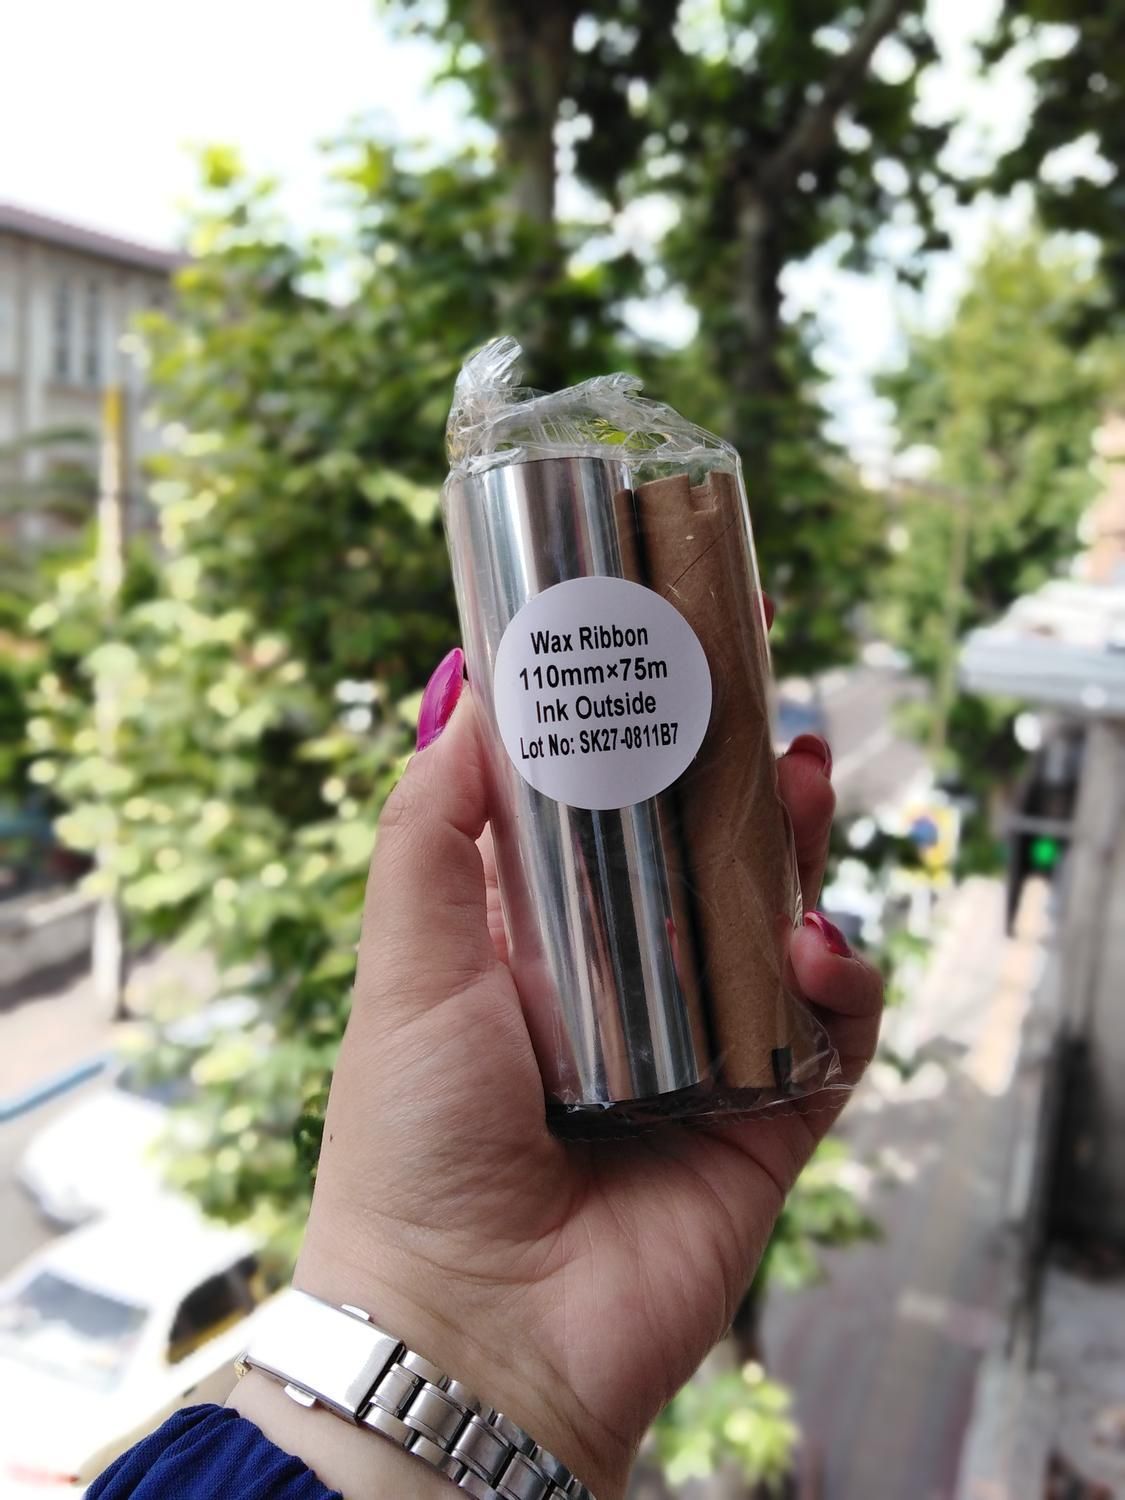 Wax Ribbon
110mm×75m
Ink Outside
Lot No: SK27-0811B7